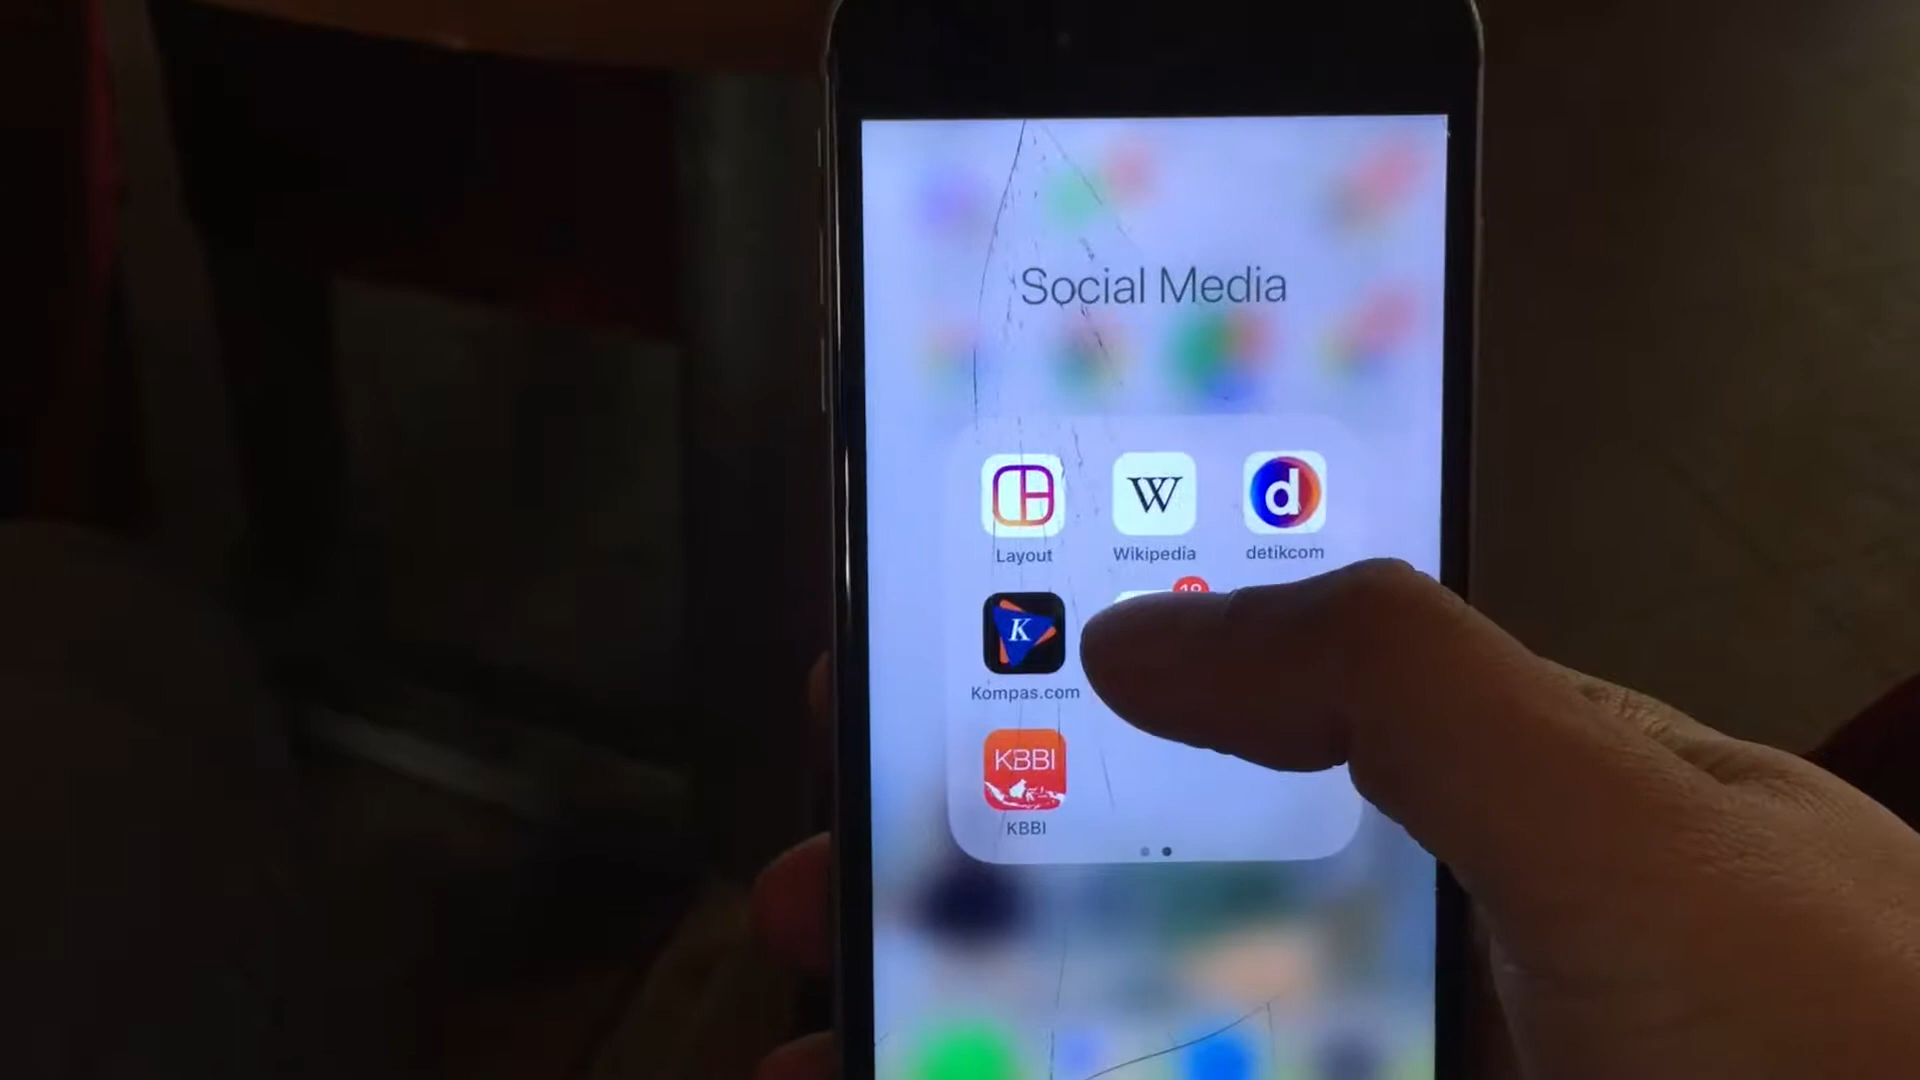 Social Media
W
d
Layout
Wikipedia
detikcom
K
Kompas.com
KBBI
KBBI